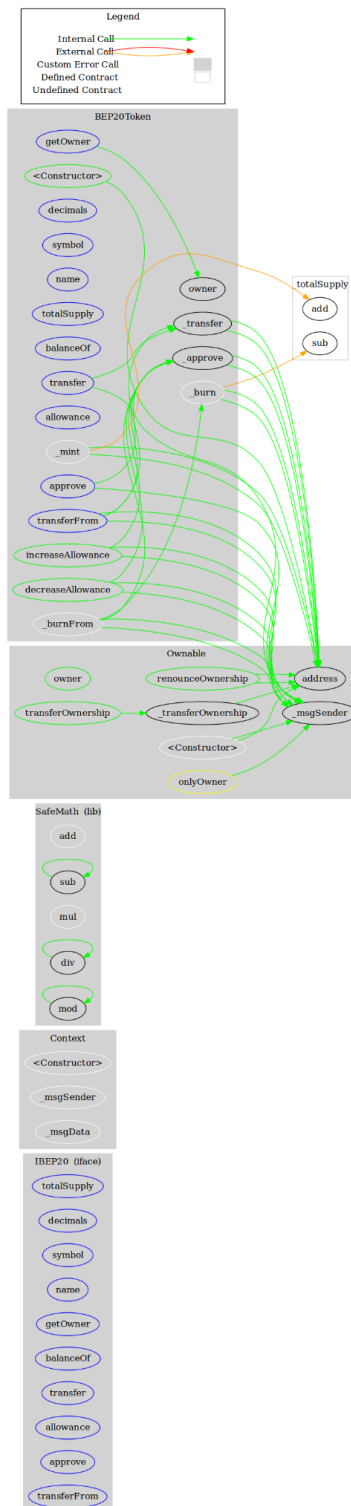 Legend
Internal Call
External Call
Custom Error Call
Defined Contract
Undefined Contract
BEP20Token
getOwner
<Constructor>
decimals
symbol
name
totalSupply
balanceOf
transfer
allowance
_mint
approve
transferFrom
increaseAllowance
decreaseAllowance
_burnFrom
owner
_transfer
_approve
_burn
_totalSupply
add
sub
Ownable
owner
renounceOwnership
address
transferOwnership
_transferOwnership
_msgSender
<Constructor>
onlyOwner
SafeMath (lib)
add
sub
mul
div
mod
Context
<Constructor>
_msgSender
_msgData
IBEP20 (iface)
totalSupply
decimals
symbol
name
getOwner
balanceOf
transfer
allowance
approve
transferFrom